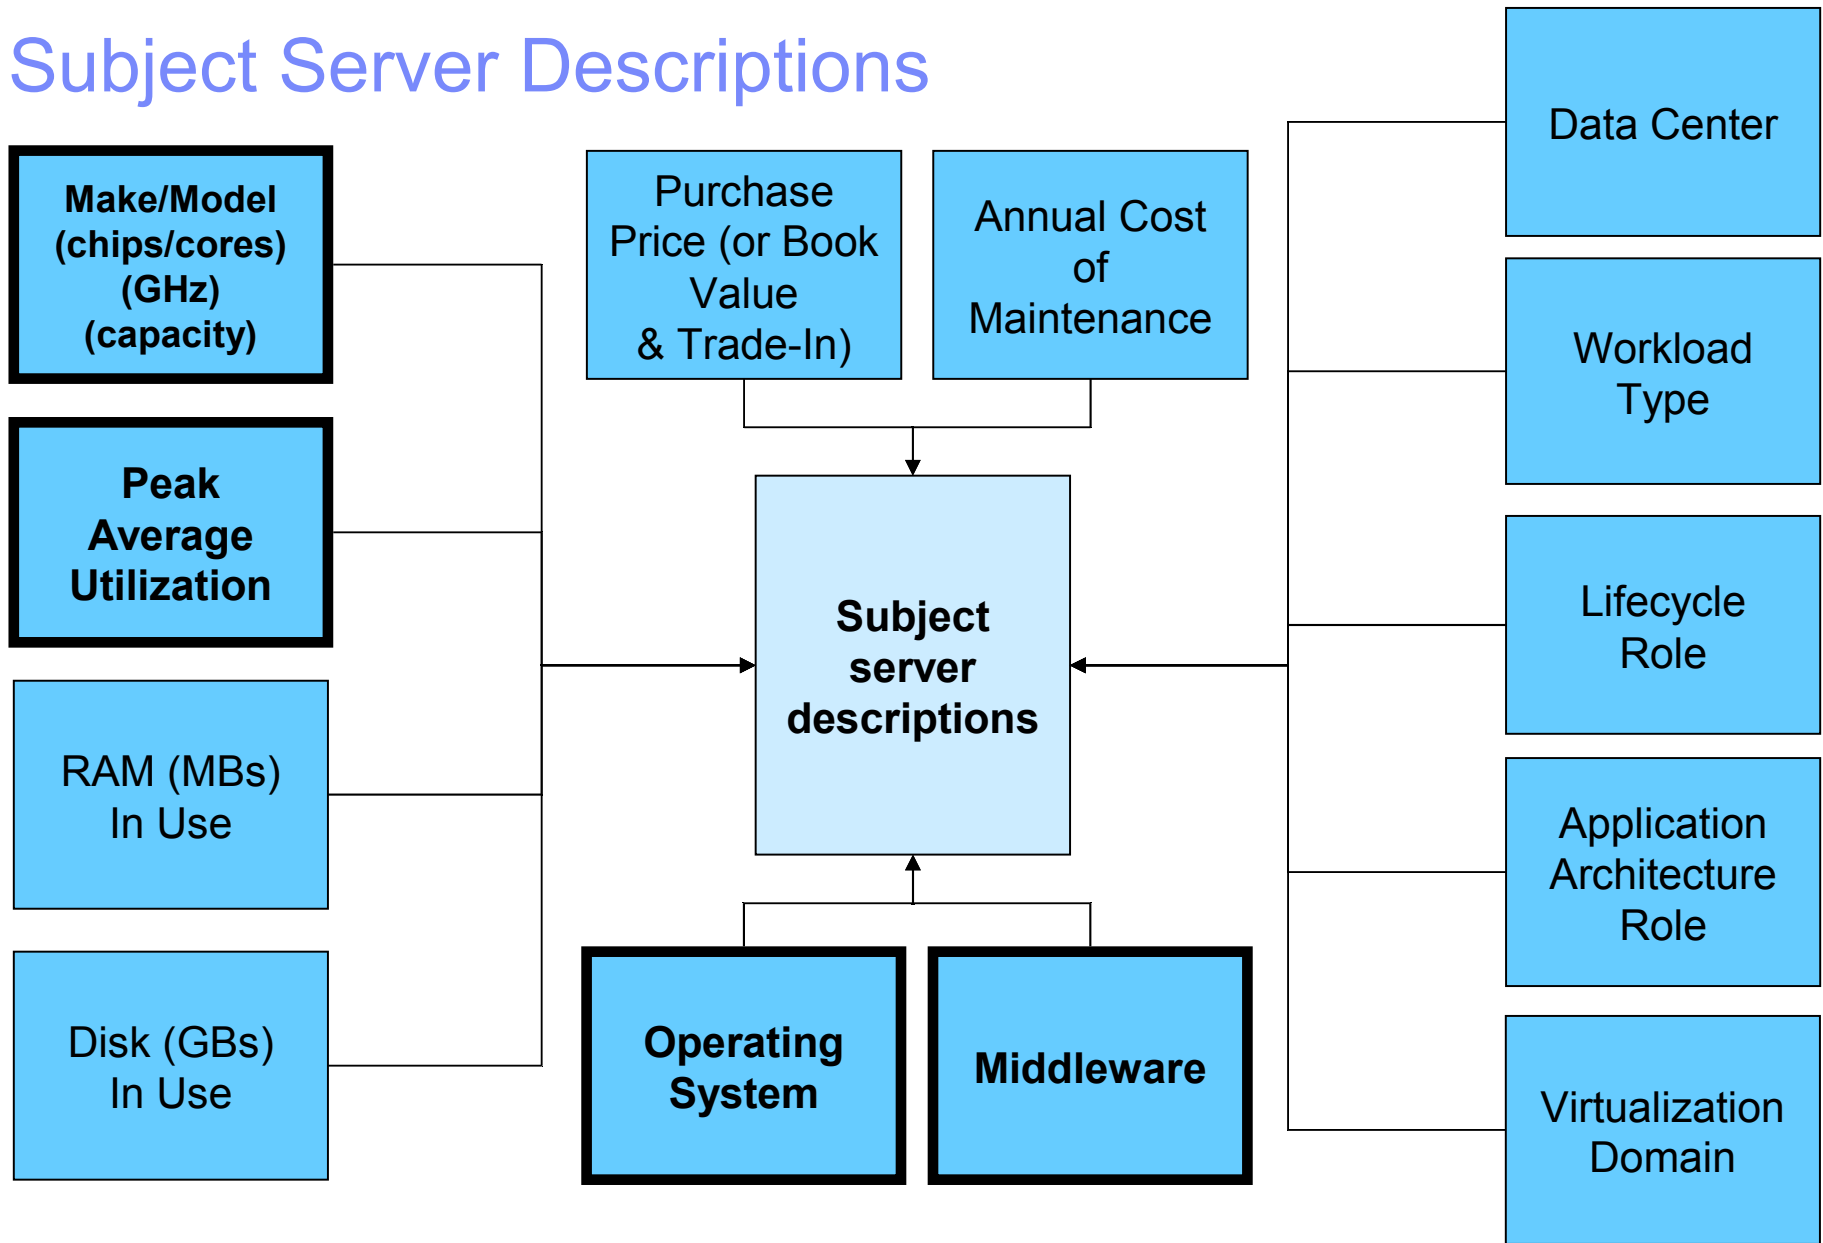 Subject Server Descriptions
Make/Model
(chips/cores)
(GHz)
(capacity)
Peak
Average
Utilization
RAM (MBs)
In Use
Disk (GBs)
In Use
Purchase
Price (or Book
Value
& Trade-In)
Annual Cost
of
Maintenance
Subject
server
descriptions
Operating
System
Middleware
Data Center
Workload
Type
Lifecycle
Role
Application
Architecture
Role
Virtualization
Domain